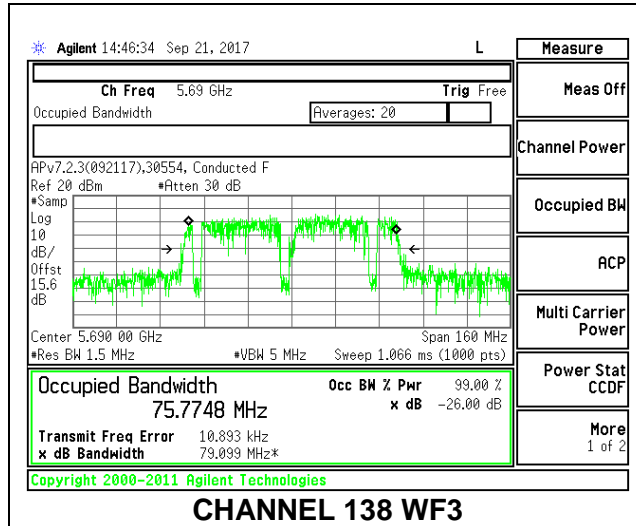 Agilent 14:46:34 Sep 21, 2017 L
Measure
Ch Freq 5.69 GHz Trig Free
Meas Off
Occupied Bandwidth Averages: 20
Channel Power
APv7.2.3(092117),30554, Conducted F
Ref 20 dBm #Atten 30 dB
#Samp
Log
10
dB/
Offst
15.6
dB
Occupied BW
ACP
Center 5.690 00 GHz Span 160 MHz
#Res BW 1.5 MHz #VBW 5 MHz Sweep 1.066 ms (1000 pts)
Multi Carrier
Power
Occupied Bandwidth Occ BW % Pwr 99.00 %
75.7748 MHz x dB -26.00 dB
Power Stat
CCDF
Transmit Freq Error 10.893 kHz
x dB Bandwidth 79.099 MHz*
More
1 of 2
Copyright 2000-2011 Agilent Technologies
CHANNEL 138 WF3